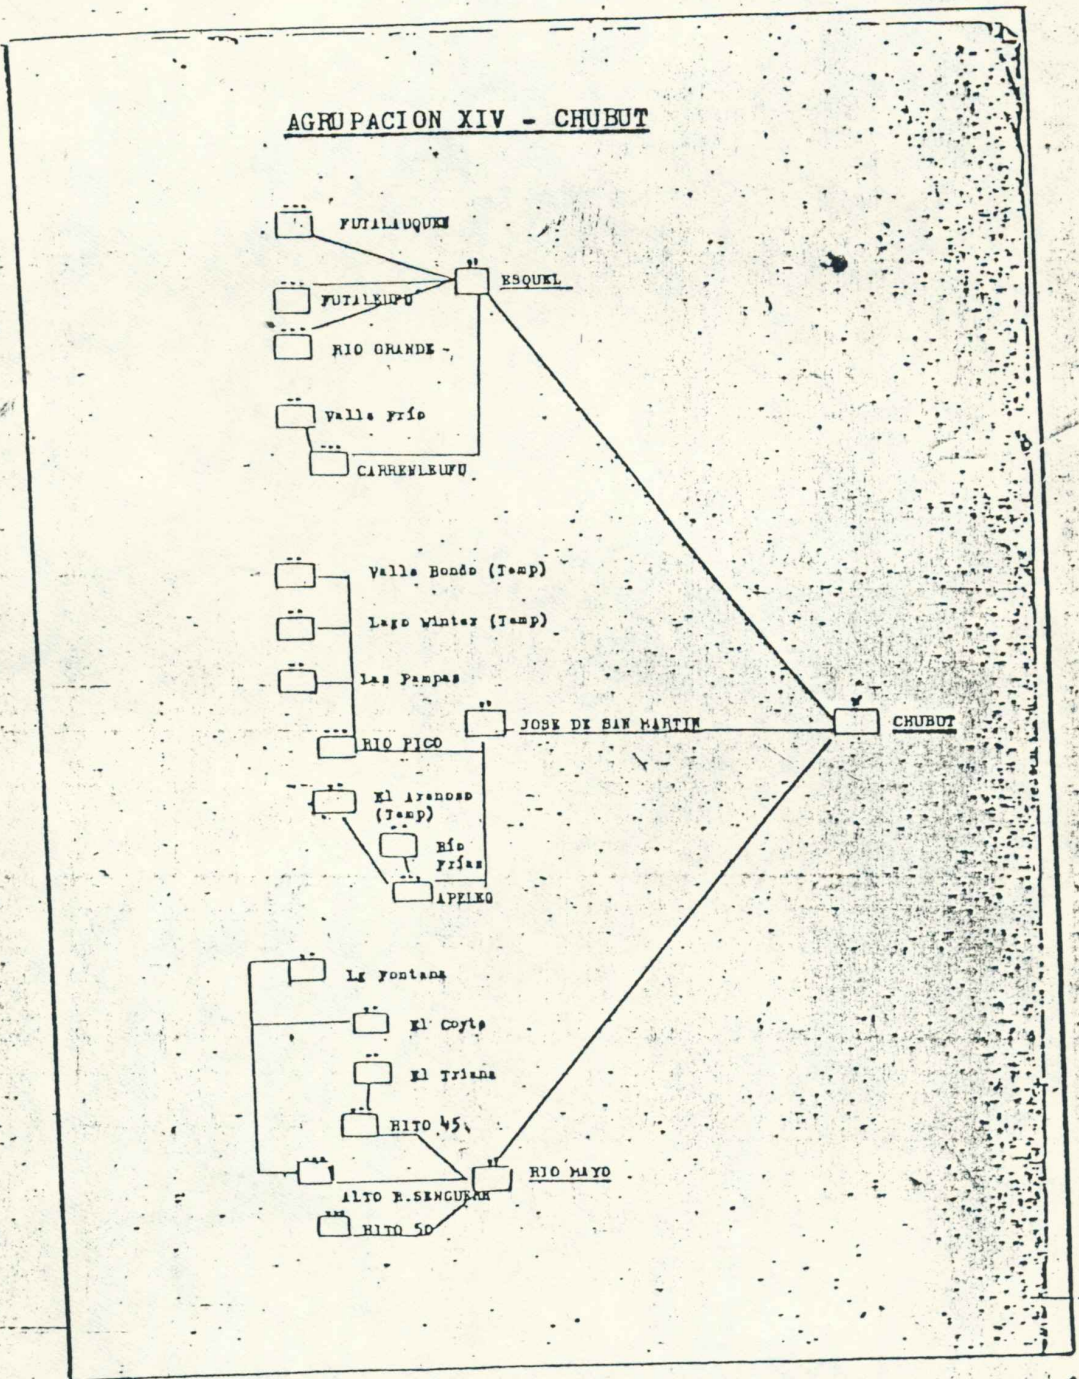 AGRUPACION XIV - CHUBUT
FUTALAUQUEN
ESQUEL
FUTALEUFU
RIO GRANDE
Valle Frío
CARRENLEUFU
Valle Hondo (Temp)
Lago Winter (Temp)
Las Pampas
JOSE DE SAN MARTIN
CHUBUT
RIO PICO
El Arenoso
(Temp)
Río
Frías
APELEG
Lg Fontana
El Coyte
El Triana
HITO 45
RIO MAYO
ALTO R.SENGUERR
HITO 50